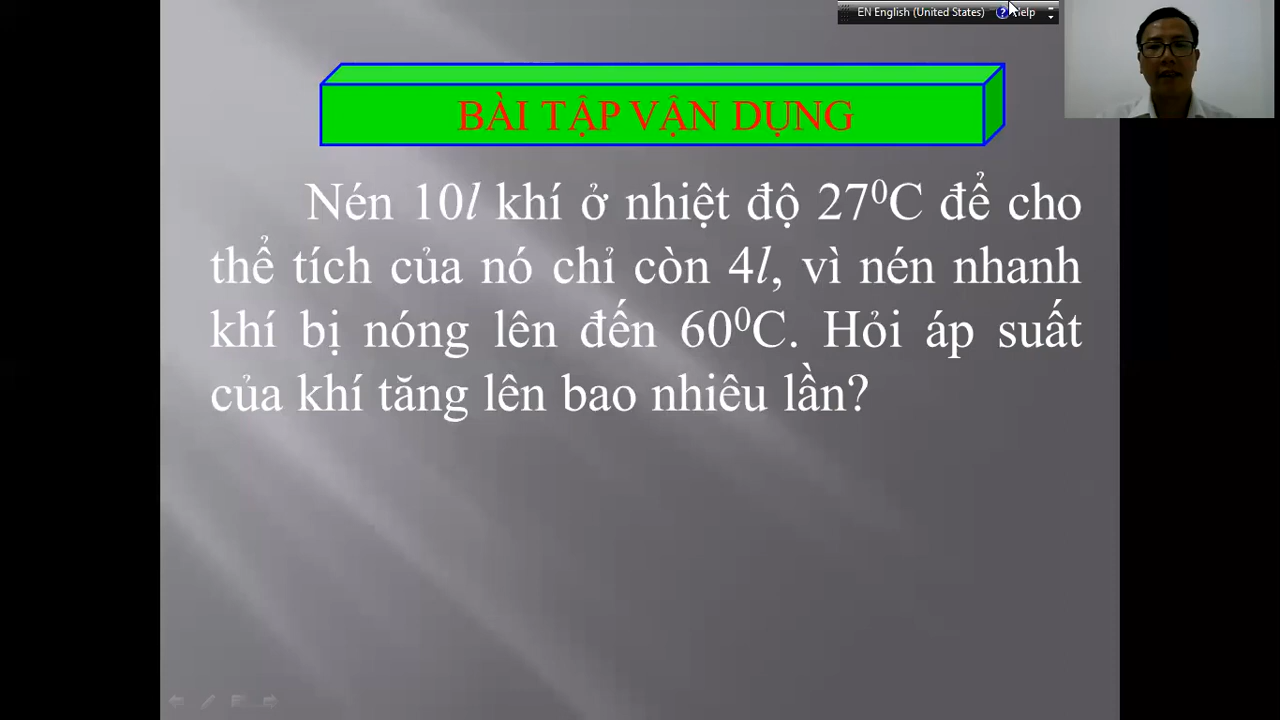 EN English (United States) Help
BÀI TẬP VẬN DỤNG
Nén 10l khí ở nhiệt độ 27⁰C để cho
thể tích của nó chỉ còn 4l, vì nén nhanh
khí bị nóng lên đến 60⁰C. Hỏi áp suất
của khí tăng lên bao nhiêu lần?